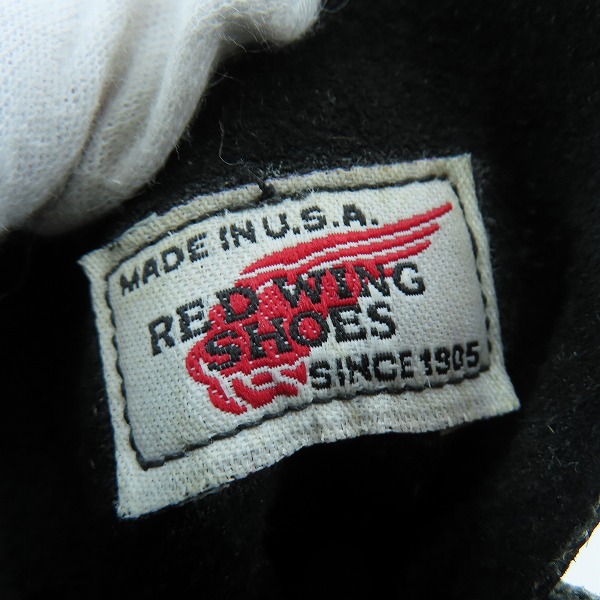 MADE IN U.S.A.
RED WING
SHOES
SINCE 1905